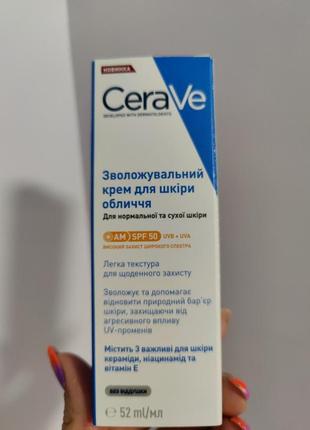 НОВИНКА
CeraVe
DEVELOPED WITH DERMATOLOGISTS
Зволожувальний
крем для шкіри
обличчя
Для нормальної та сухої шкіри
AM SPF 50 UVB + UVA
ВИСОКИЙ ЗАХИСТ ШИРОКОГО СПЕКТРА
Легка текстура
для щоденного захисту
Зволожує та допомагає
відновити природний бар'єр
шкіри, захищаючи від
агресивного впливу
UV-променів
Містить 3 важливі для шкіри
кераміди, ніацинамід та
вітамін Е
БЕЗ ВІДДУШКИ
℮ 52 ml/мл